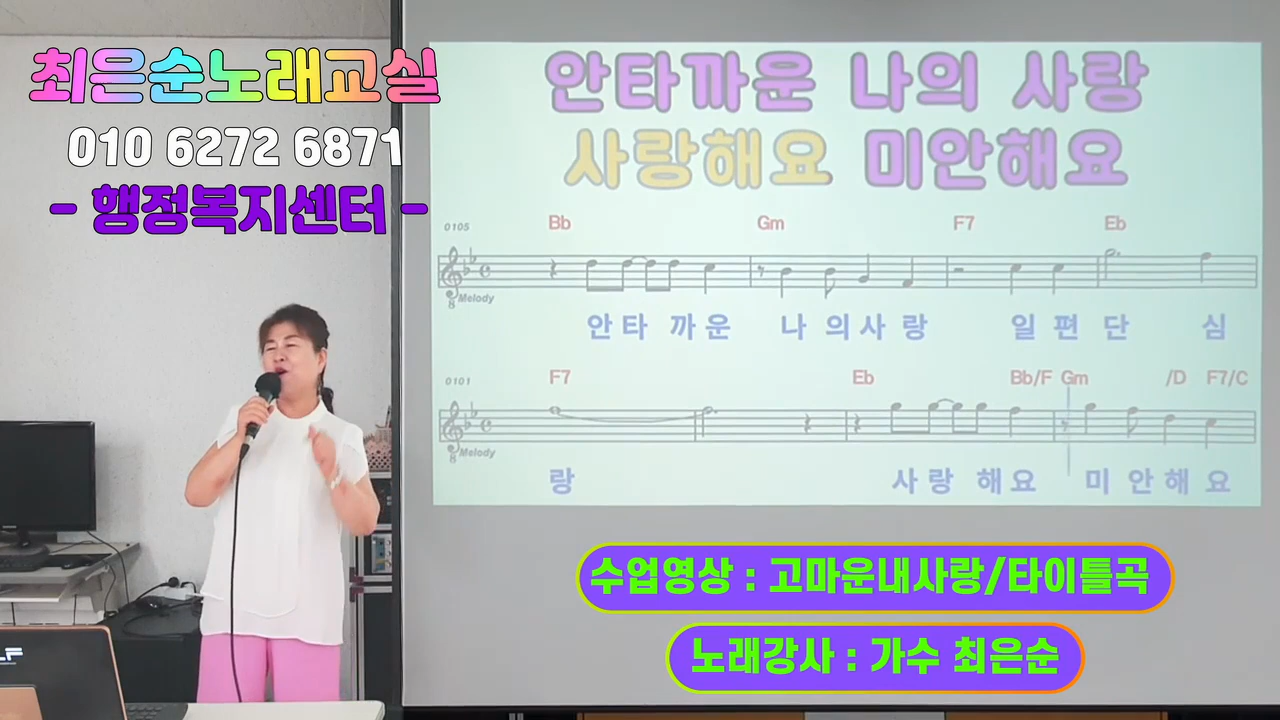 최은순노래교실
010 6272 6871
- 행정복지센터 -
안타까운 나의 사랑
사랑해요 미안해요
0105 Bb Gm F7 Eb
8 Melody
안타 까운 나 의사 랑 일 편 단 심
0101 F7 Eb Bb/F Gm /D F7/C
8 Melody
랑 사랑 해요 미 안해 요
수업영상 : 고마운내사랑/타이틀곡
노래강사 : 가수 최은순